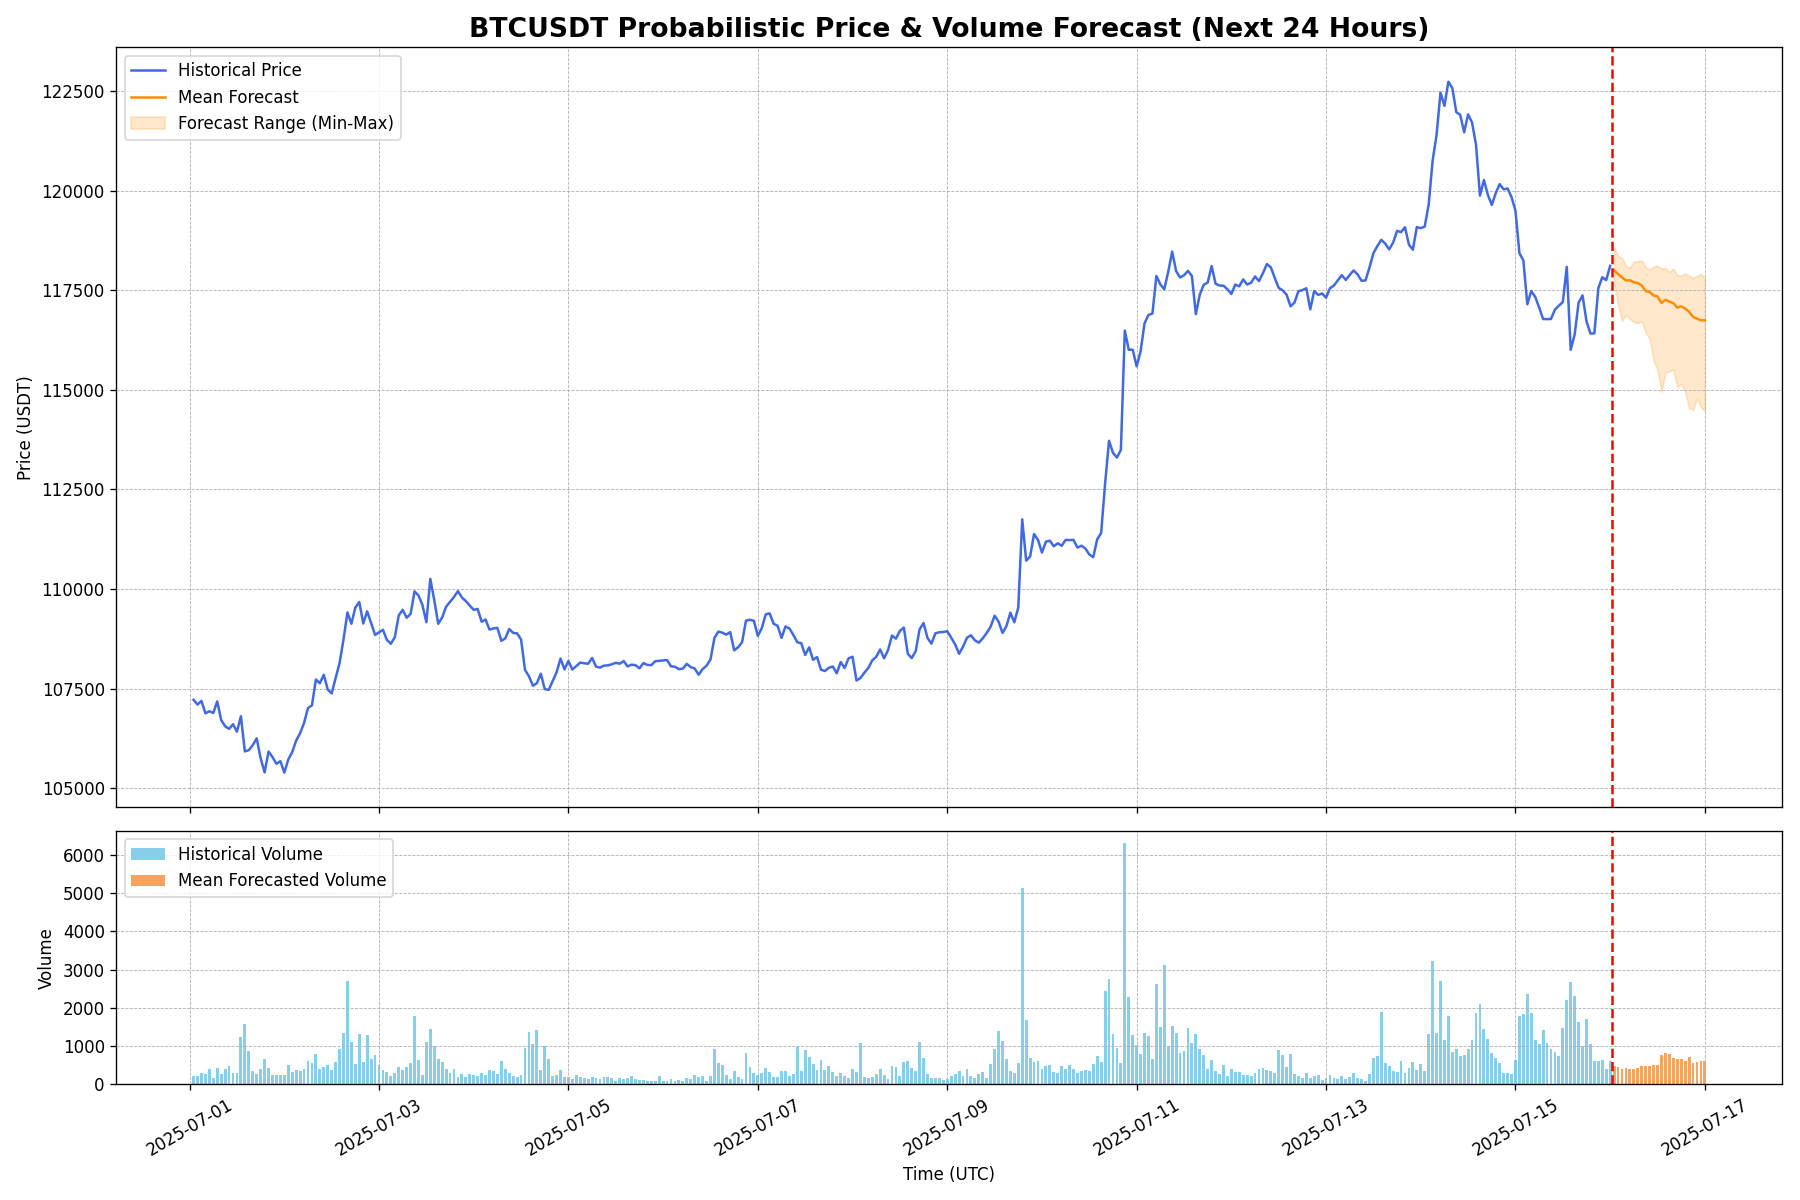 BTCUSDT Probabilistic Price & Volume Forecast (Next 24 Hours)
Historical Price
Mean Forecast
Forecast Range (Min-Max)
122500
120000
117500
115000
112500
110000
107500
105000
Price (USDT)
Historical Volume
Mean Forecasted Volume
6000
5000
4000
3000
2000
1000
0
Volume
2025-07-01
2025-07-03
2025-07-05
2025-07-07
2025-07-09
2025-07-11
2025-07-13
2025-07-15
2025-07-17
Time (UTC)